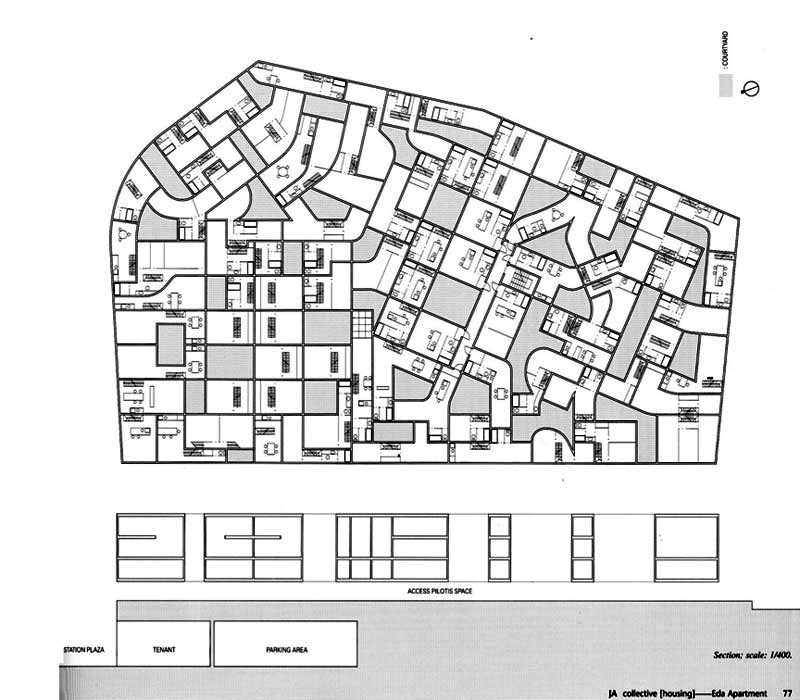 : COURTYARD
ACCESS PILOTIS SPACE
STATION PLAZA
TENANT
PARKING AREA
Section; scale: 1/400.
JA collective [housing]——Eda Apartment 77